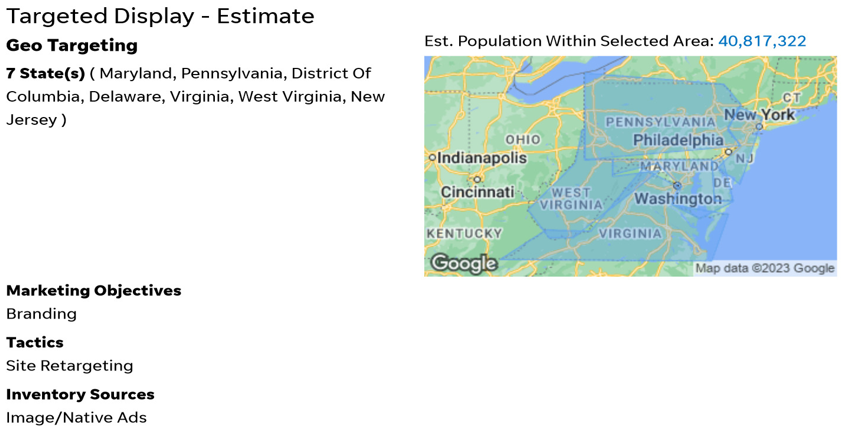 Targeted Display - Estimate
Geo Targeting
7 State(s) ( Maryland, Pennsylvania, District Of
Columbia, Delaware, Virginia, West Virginia, New
Jersey )
Est. Population Within Selected Area: 40,817,322
CT
PENNSYLVANIA
New York
OHIO
Philadelphia
Indianapolis
MARYLAND
NJ
Cincinnati
WEST
VIRGINIA
DE
Washington
KENTUCKY
VIRGINIA
Google
Map data ©2023 Google
Marketing Objectives
Branding
Tactics
Site Retargeting
Inventory Sources
Image/Native Ads